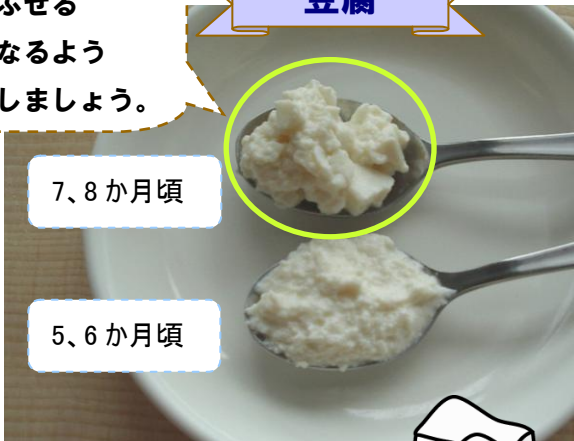 豆腐
ぶせる
なるよう
しましょう。
7、8か月頃
5、6か月頃